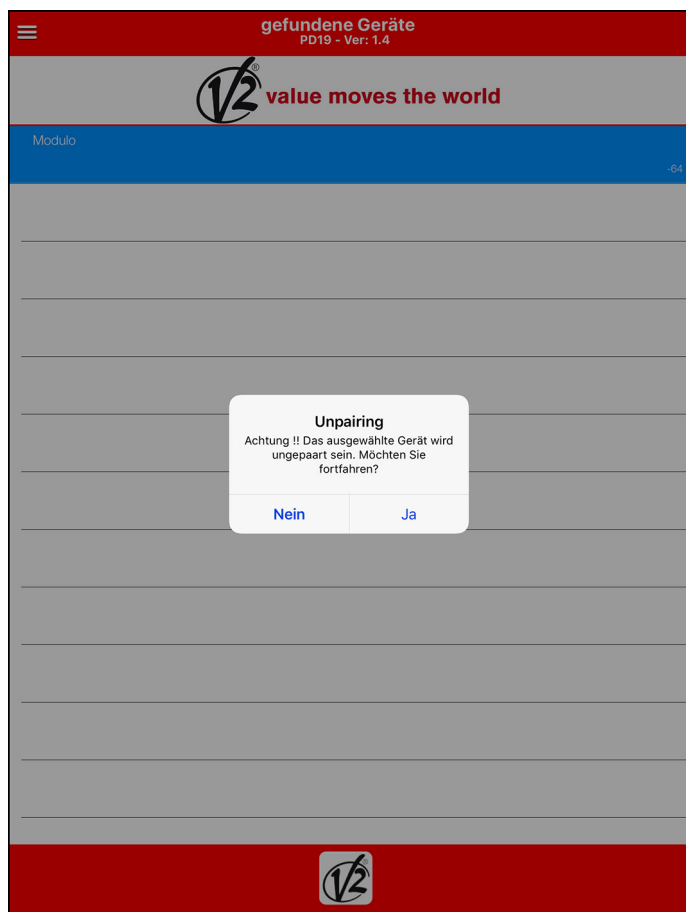 gefundene Geräte
PD19 - Ver: 1.4
V2® value moves the world
Modulo
-64
Unpairing
Achtung !! Das ausgewählte Gerät wird
ungepaart sein. Möchten Sie
fortfahren?
Nein Ja
V2®